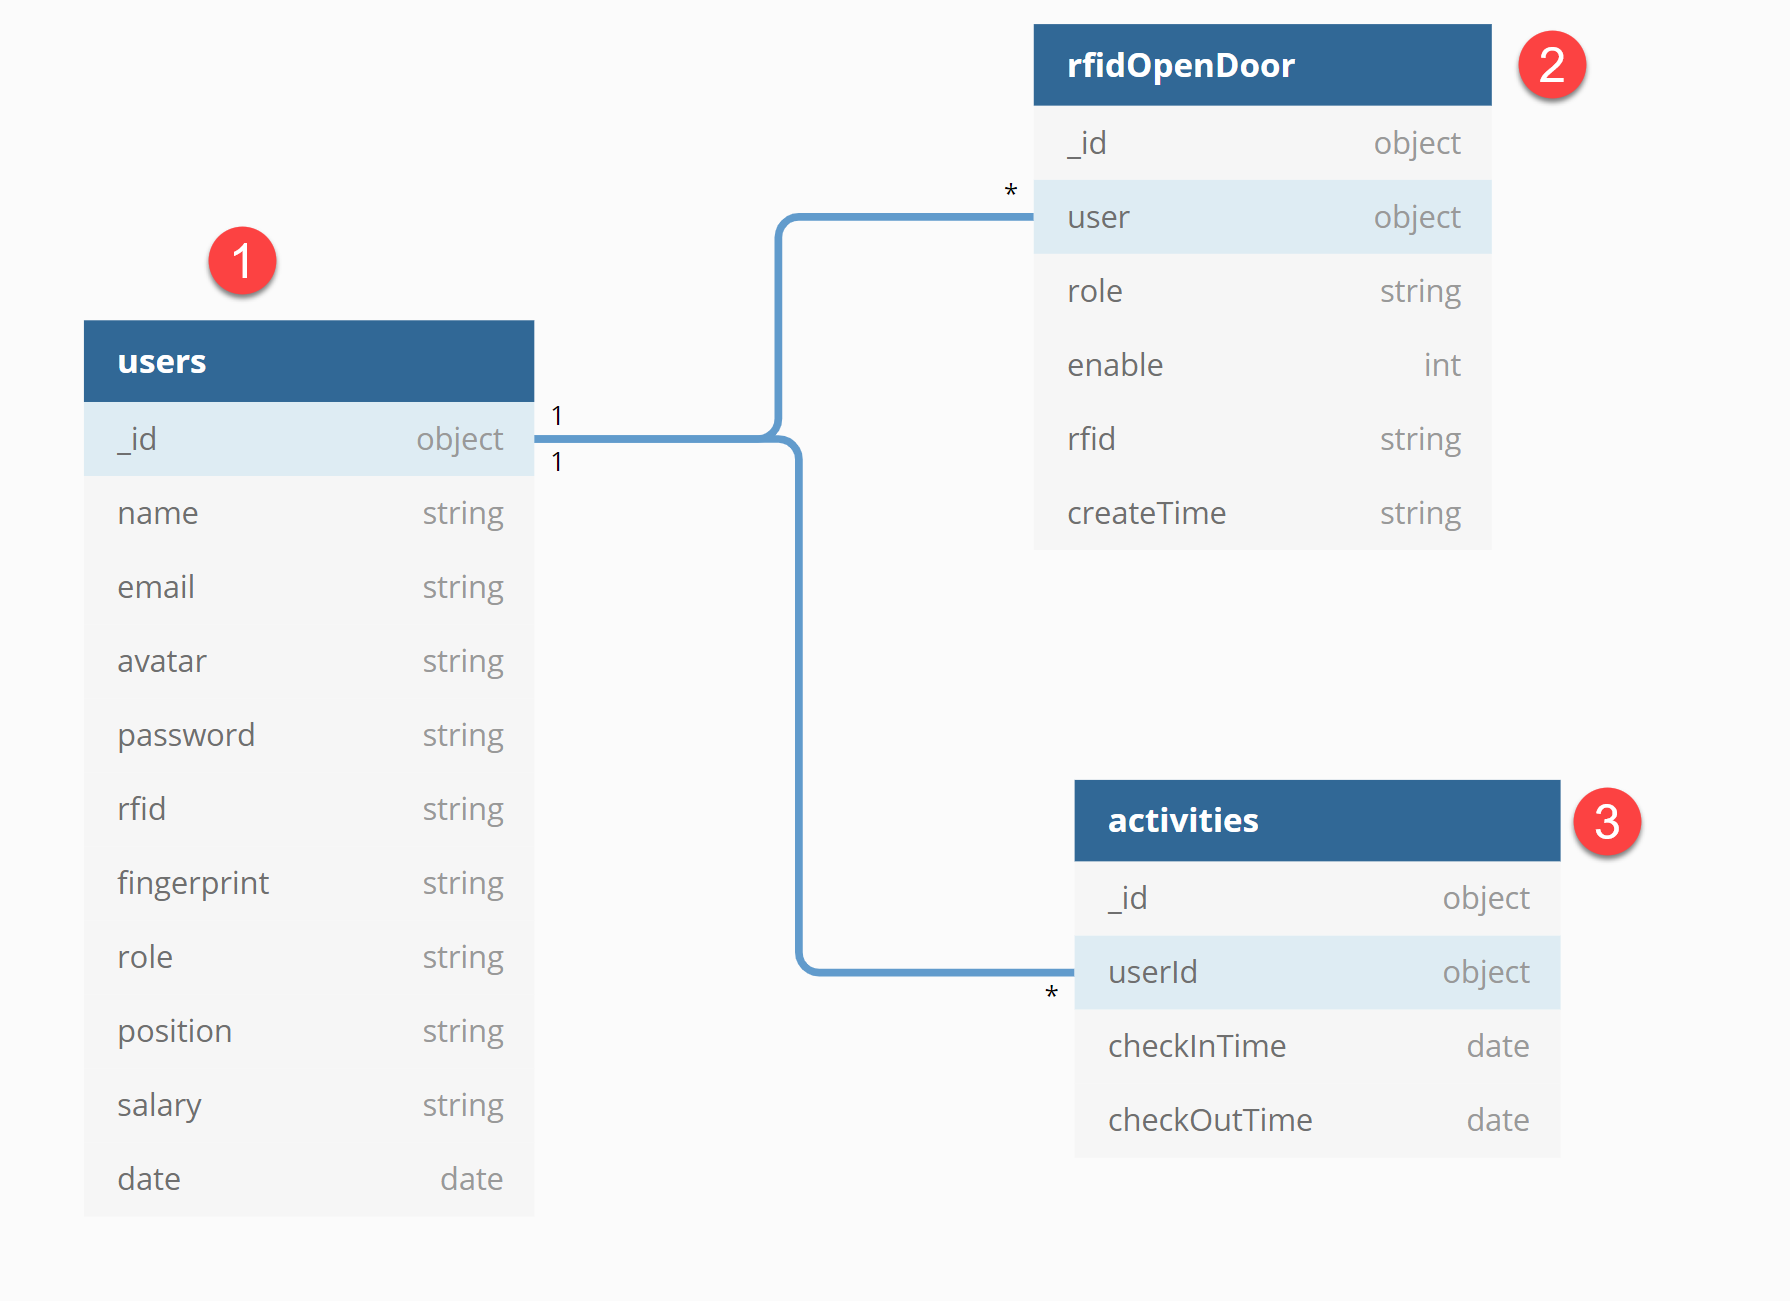 1
users
_id object
name string
email string
avatar string
password string
rfid string
fingerprint string
role string
position string
salary string
date date
1
1
*
*
rfidOpenDoor
2
_id object
user object
role string
enable int
rfid string
createTime string
activities
3
_id object
userId object
checkInTime date
checkOutTime date